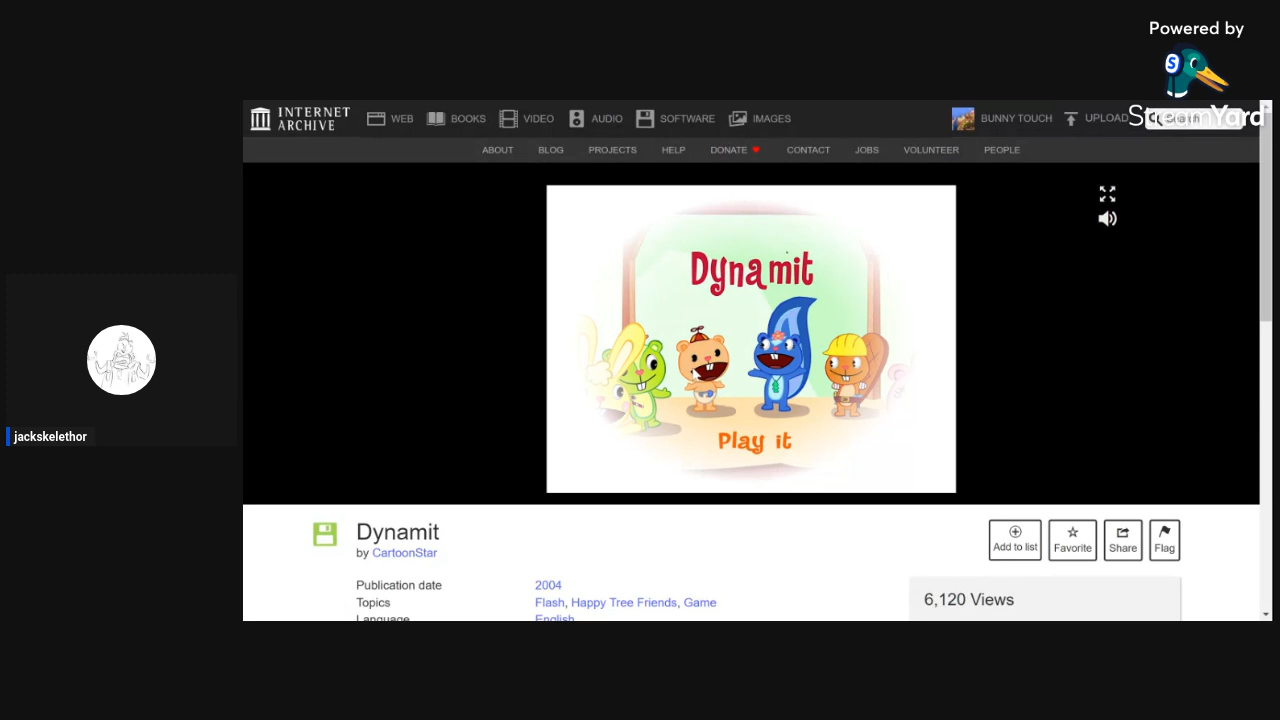 Powered by
StreamYard
INTERNET ARCHIVE
WEB
BOOKS
VIDEO
AUDIO
SOFTWARE
IMAGES
BUNNY TOUCH
UPLOAD
ABOUT
BLOG
PROJECTS
HELP
DONATE
CONTACT
JOBS
VOLUNTEER
PEOPLE
Dynamit
Play it
jackskelethor
Dynamit
by CartoonStar
Add to list
Favorite
Share
Flag
Publication date 2004
Topics Flash, Happy Tree Friends, Game
Language English
6,120 Views